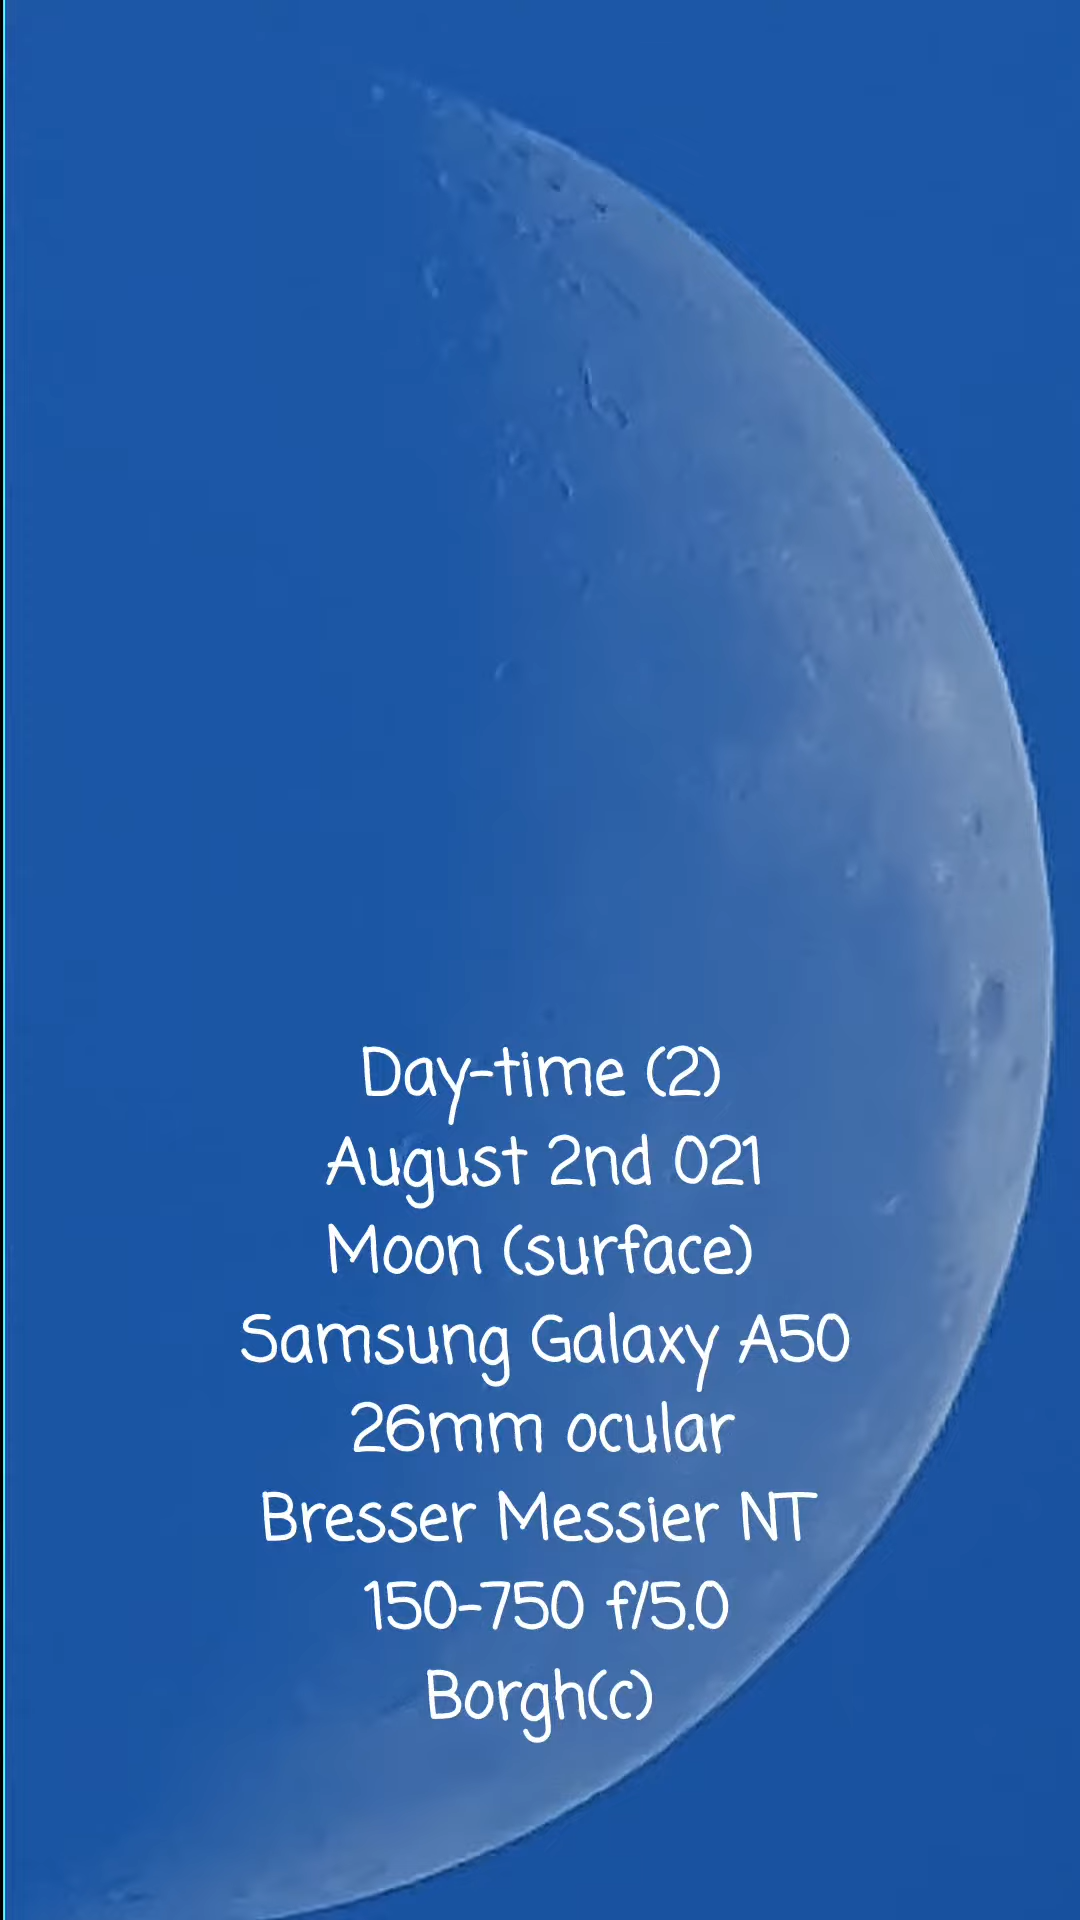 Day-time (2)
August 2nd 021
Moon (surface)
Samsung Galaxy A50
26mm ocular
Bresser Messier NT
150-750 f/5.0
Borgh(c)